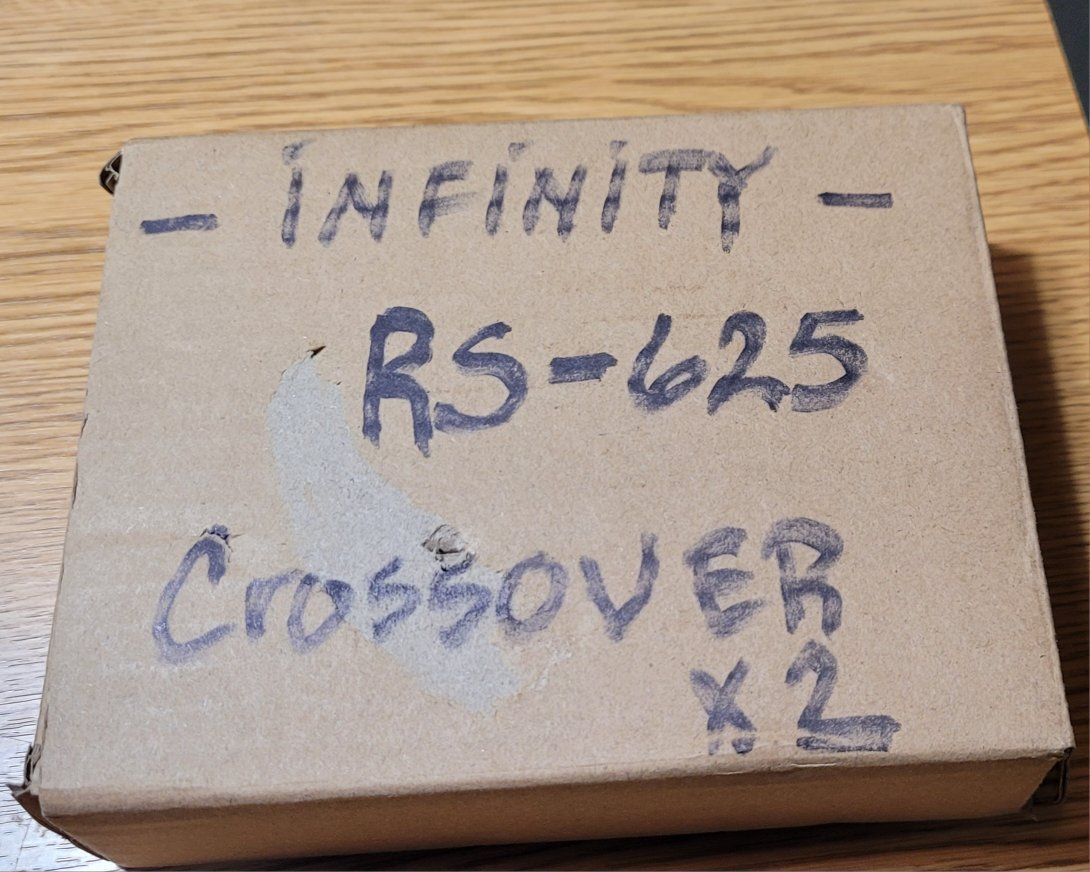 - iNFiNiTY -
RS-625
CrossOVER
x2